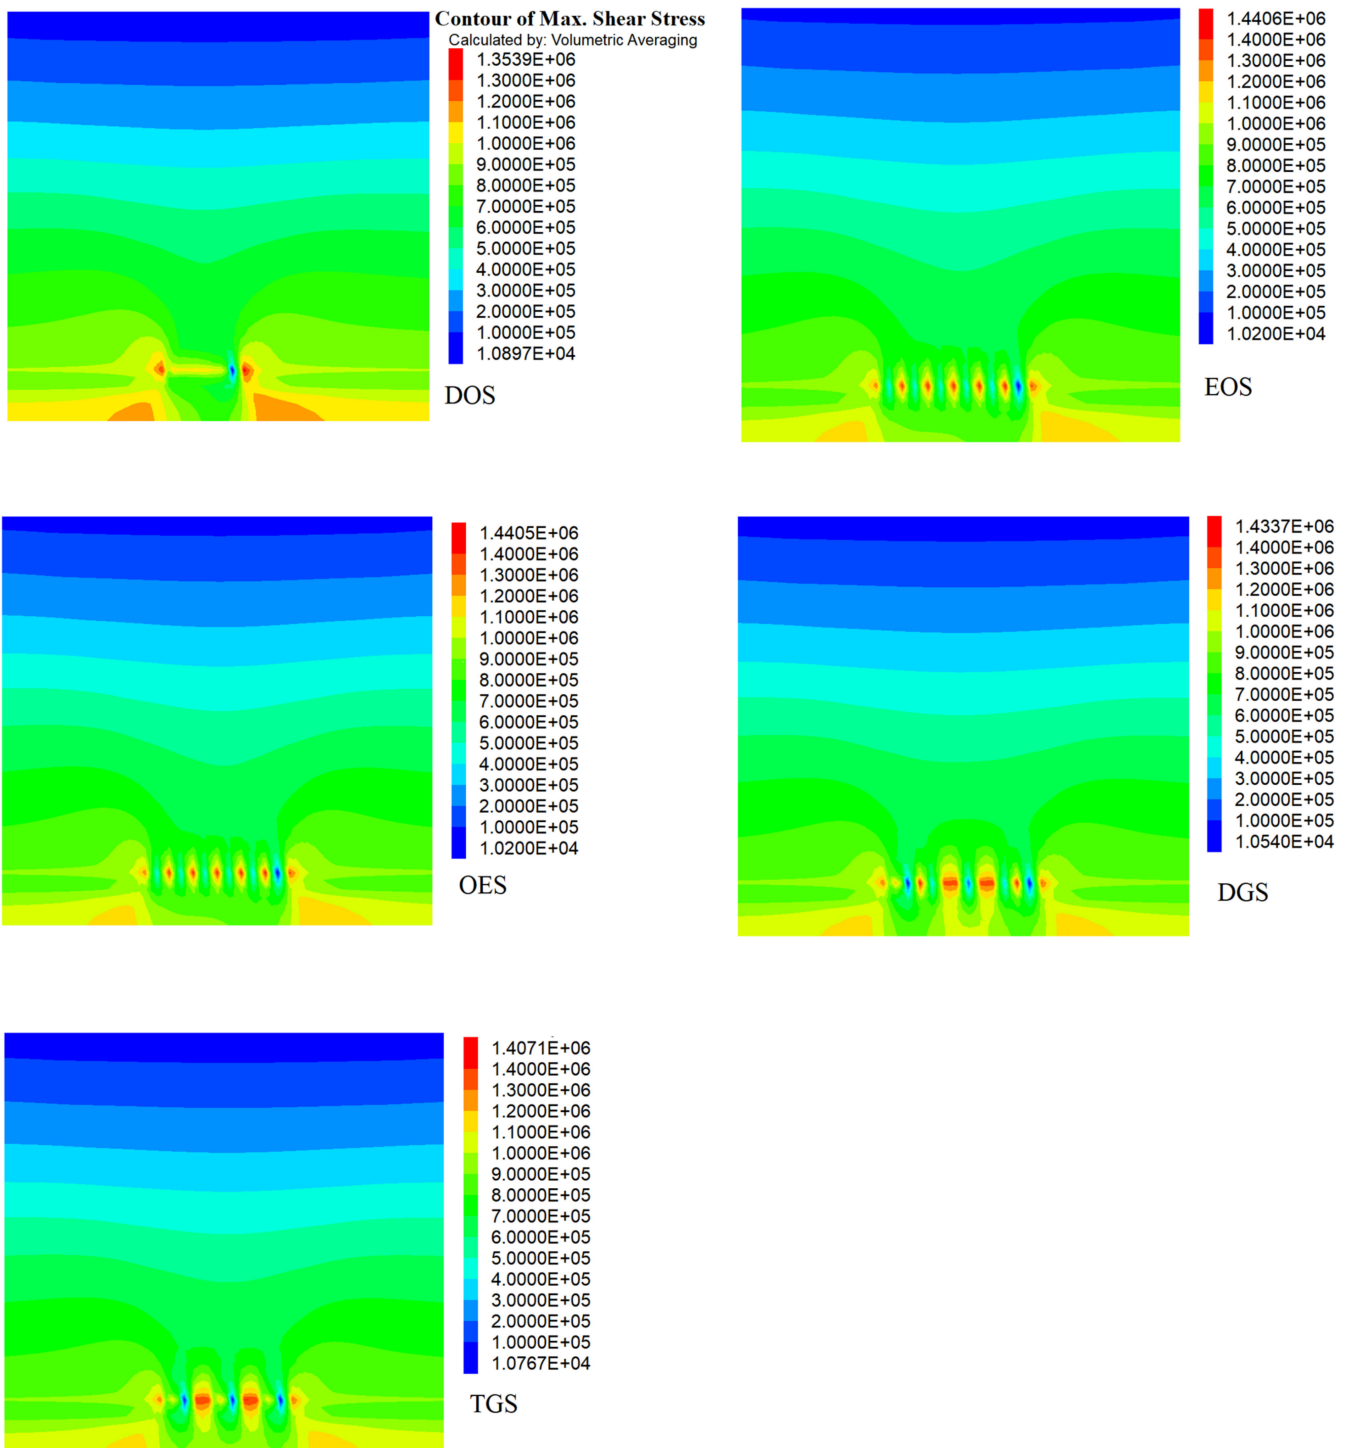 Contour of Max. Shear Stress
Calculated by: Volumetric Averaging
1.3539E+06
1.3000E+06
1.2000E+06
1.1000E+06
1.0000E+06
9.0000E+05
8.0000E+05
7.0000E+05
6.0000E+05
5.0000E+05
4.0000E+05
3.0000E+05
2.0000E+05
1.0000E+05
1.0897E+04
DOS
1.4406E+06
1.4000E+06
1.3000E+06
1.2000E+06
1.1000E+06
1.0000E+06
9.0000E+05
8.0000E+05
7.0000E+05
6.0000E+05
5.0000E+05
4.0000E+05
3.0000E+05
2.0000E+05
1.0000E+05
1.0200E+04
EOS
1.4405E+06
1.4000E+06
1.3000E+06
1.2000E+06
1.1000E+06
1.0000E+06
9.0000E+05
8.0000E+05
7.0000E+05
6.0000E+05
5.0000E+05
4.0000E+05
3.0000E+05
2.0000E+05
1.0000E+05
1.0200E+04
OES
1.4337E+06
1.4000E+06
1.3000E+06
1.2000E+06
1.1000E+06
1.0000E+06
9.0000E+05
8.0000E+05
7.0000E+05
6.0000E+05
5.0000E+05
4.0000E+05
3.0000E+05
2.0000E+05
1.0000E+05
1.0540E+04
DGS
1.4071E+06
1.4000E+06
1.3000E+06
1.2000E+06
1.1000E+06
1.0000E+06
9.0000E+05
8.0000E+05
7.0000E+05
6.0000E+05
5.0000E+05
4.0000E+05
3.0000E+05
2.0000E+05
1.0000E+05
1.0767E+04
TGS